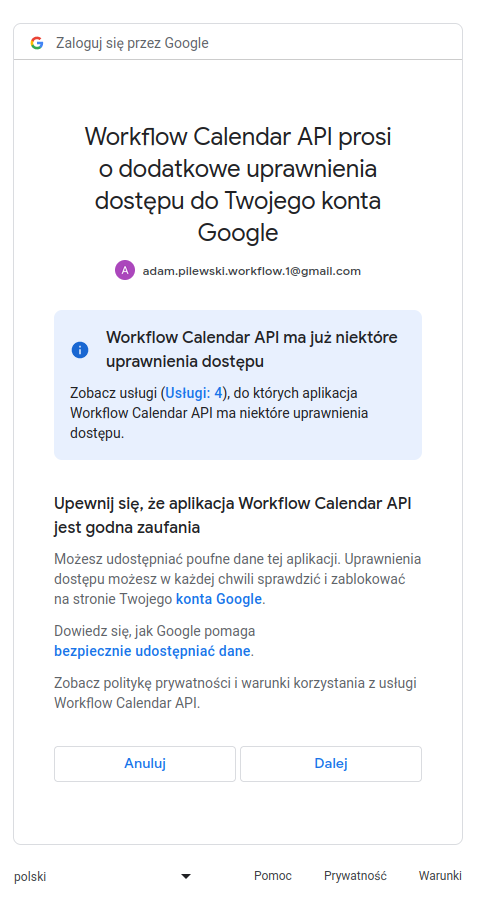 Zaloguj się przez Google
Workflow Calendar API prosi
o dodatkowe uprawnienia
dostępu do Twojego konta
Google
A adam.pilewski.workflow.1@gmail.com
Workflow Calendar API ma już niektóre
uprawnienia dostępu
Zobacz usługi (Usługi: 4), do których aplikacja
Workflow Calendar API ma niektóre uprawnienia
dostępu.
Upewnij się, że aplikacja Workflow Calendar API
jest godna zaufania
Możesz udostępniać poufne dane tej aplikacji. Uprawnienia
dostępu możesz w każdej chwili sprawdzić i zablokować
na stronie Twojego konta Google.
Dowiedz się, jak Google pomaga
bezpiecznie udostępniać dane.
Zobacz politykę prywatności i warunki korzystania z usługi
Workflow Calendar API.
Anuluj Dalej
polski Pomoc Prywatność Warunki